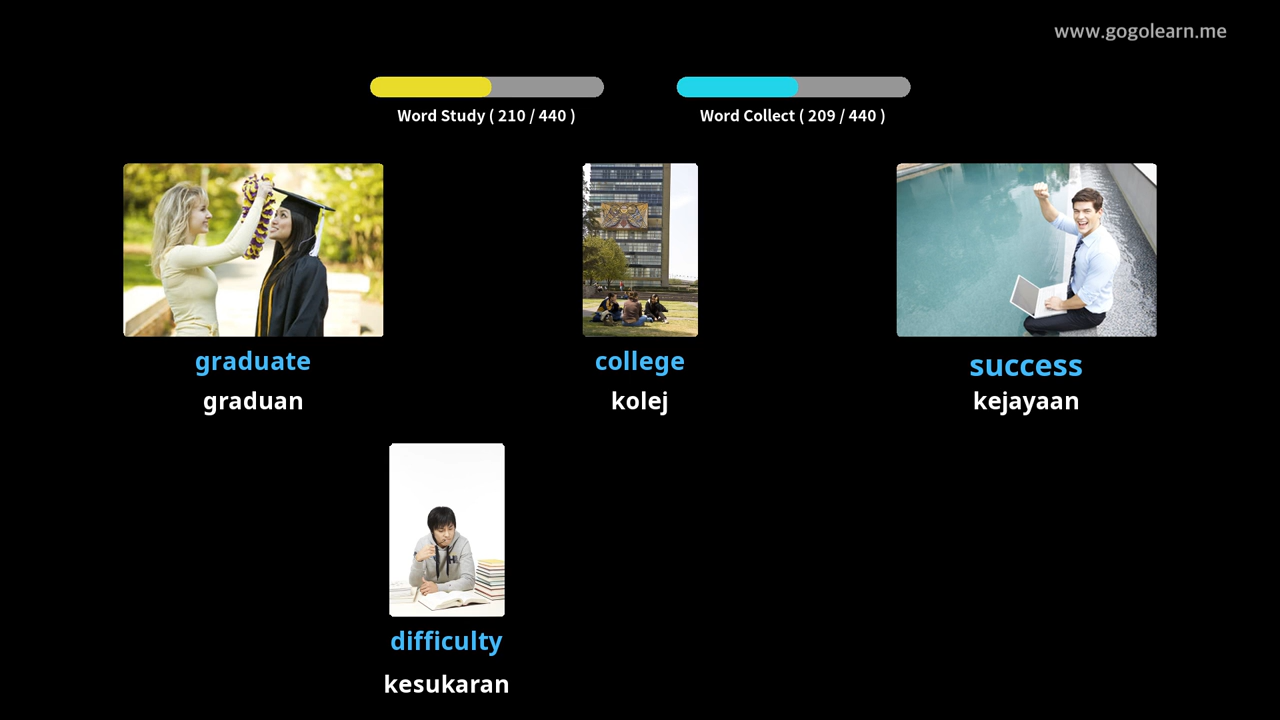 www.gogolearn.me
Word Study ( 210 / 440 )
Word Collect ( 209 / 440 )
graduate
graduan
college
kolej
success
kejayaan
difficulty
kesukaran